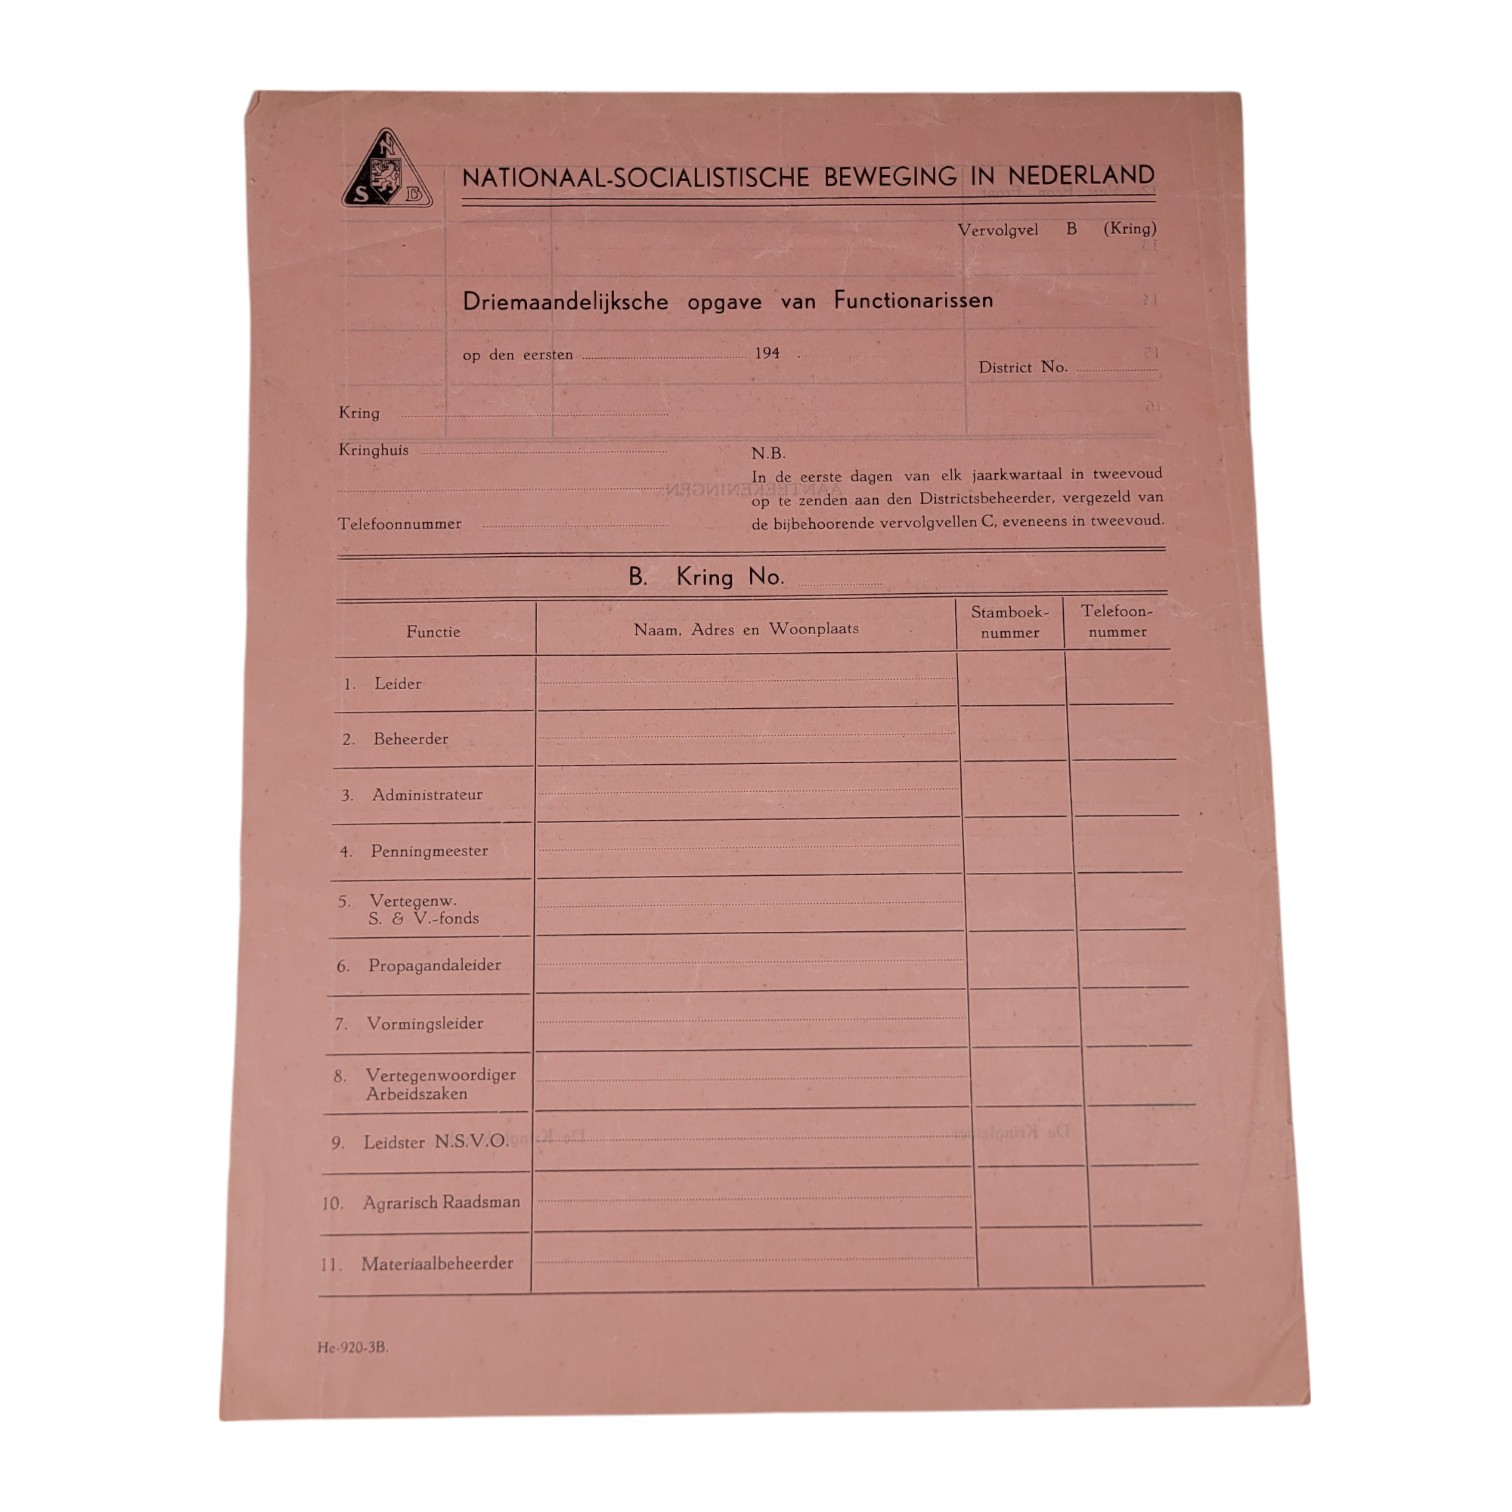 N
S B
NATIONAAL-SOCIALISTISCHE BEWEGING IN NEDERLAND
Vervolgvel B (Kring)
Driemaandelijksche opgave van Functionarissen
op den eersten 194 .
District No.
Kring
Kringhuis
Telefoonnummer
N.B.
In de eerste dagen van elk jaarkwartaal in tweevoud
op te zenden aan den Districtsbeheerder, vergezeld van
de bijbehoorende vervolgvellen C, eveneens in tweevoud.
AANTEEKENINGEN
B. Kring No.
Functie
Naam, Adres en Woonplaats
Stamboek-
nummer
Telefoon-
nummer
1. Leider
2. Beheerder
3. Administrateur
4. Penningmeester
5. Vertegenw.
S. & V.-fonds
6. Propagandaleider
7. Vormingsleider
8. Vertegenwoordiger
Arbeidszaken
9. Leidster N.S.V.O.
De Kringleider
10. Agrarisch Raadsman
11. Materiaalbeheerder
He-920-3B.